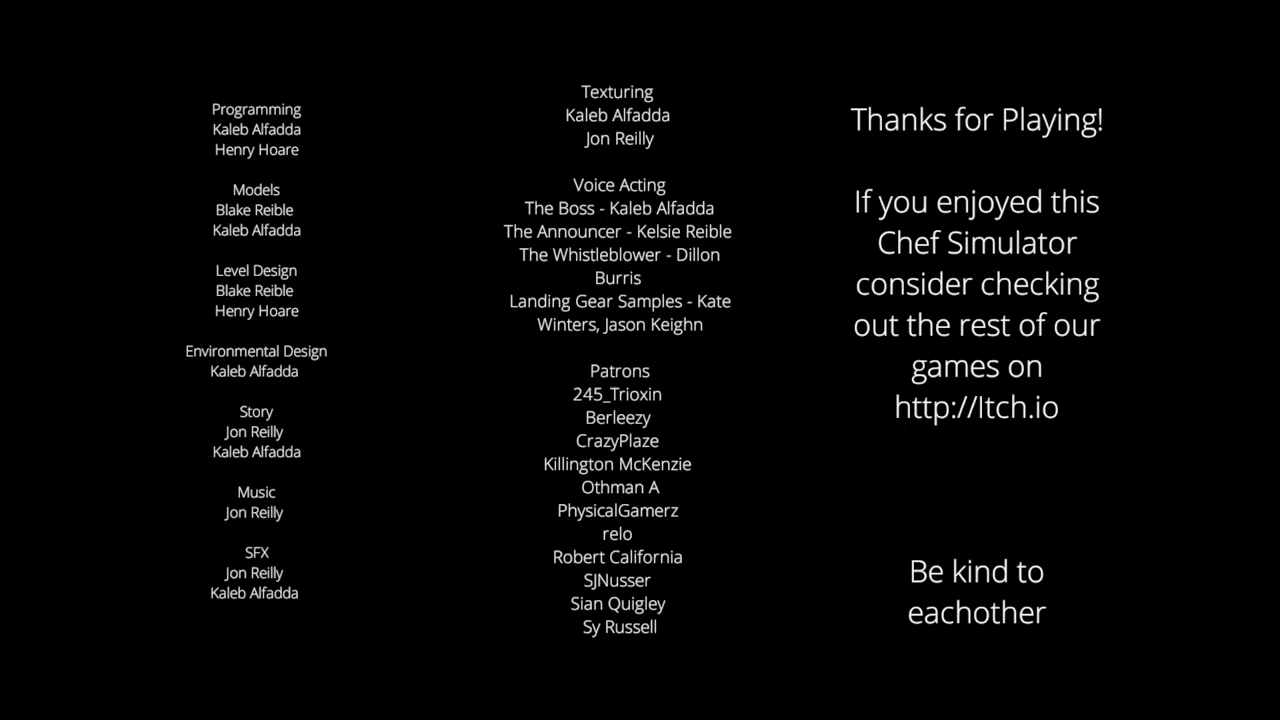 Programming
Kaleb Alfadda
Henry Hoare
Models
Blake Reible
Kaleb Alfadda
Level Design
Blake Reible
Henry Hoare
Environmental Design
Kaleb Alfadda
Story
Jon Reilly
Kaleb Alfadda
Music
Jon Reilly
SFX
Jon Reilly
Kaleb Alfadda
Texturing
Kaleb Alfadda
Jon Reilly
Voice Acting
The Boss - Kaleb Alfadda
The Announcer - Kelsie Reible
The Whistleblower - Dillon
Burris
Landing Gear Samples - Kate
Winters, Jason Keighn
Patrons
245_Trioxin
Berleezy
CrazyPlaze
Killington McKenzie
Othman A
PhysicalGamerz
relo
Robert California
SJNusser
Sian Quigley
Sy Russell
Thanks for Playing!
If you enjoyed this
Chef Simulator
consider checking
out the rest of our
games on
http://Itch.io
Be kind to
eachother